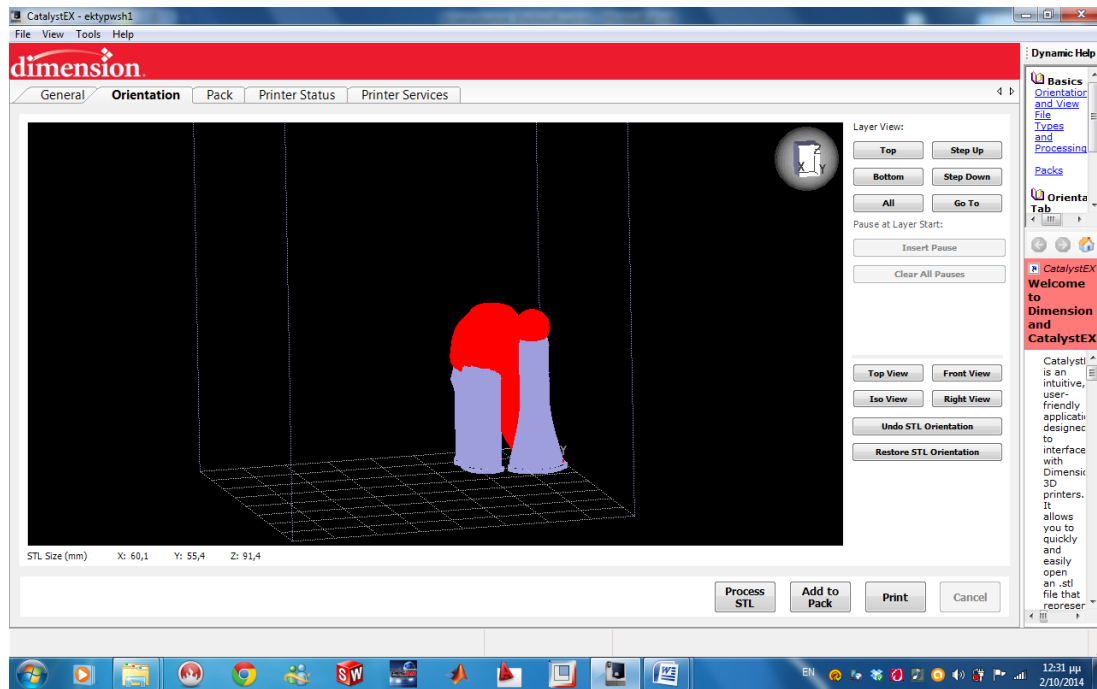 CatalystEX - ektypwsh1
File View Tools Help
dimension
General Orientation Pack Printer Status Printer Services
Z
X Y
Y
Layer View:
Top Step Up
Bottom Step Down
All Go To
Pause at Layer Start:
Insert Pause
Clear All Pauses
Top View Front View
Iso View Right View
Undo STL Orientation
Restore STL Orientation
STL Size (mm) X: 60,1 Y: 55,4 Z: 91,4
Process
STL
Add to
Pack
Print
Cancel
Dynamic Help
Basics
Orientation
and View
File
Types
and
Processing
Packs
Orienta
Tab
CatalystEX
Welcome
to
Dimension
and
CatalystEX
Catalyst
is an
intuitive,
user-
friendly
applicati
designed
to
interface
with
Dimensio
3D
printers.
It
allows
you to
quickly
and
easily
open
an .stl
file that
represer
SW
EN
12:31 μμ
2/10/2014